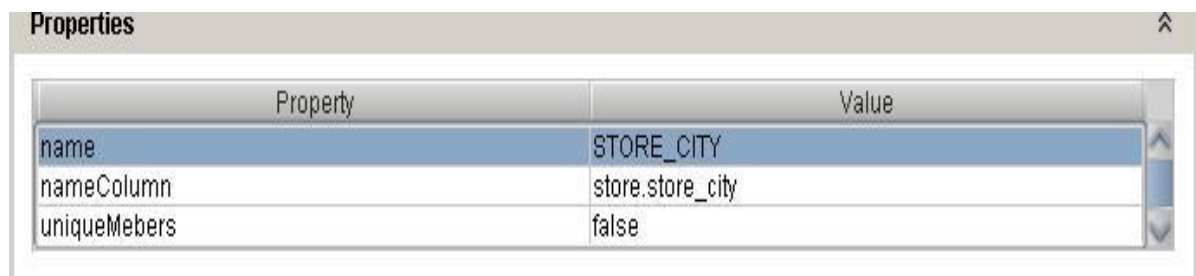 Properties
Property Value
name STORE_CITY
nameColumn store.store_city
uniqueMebers false